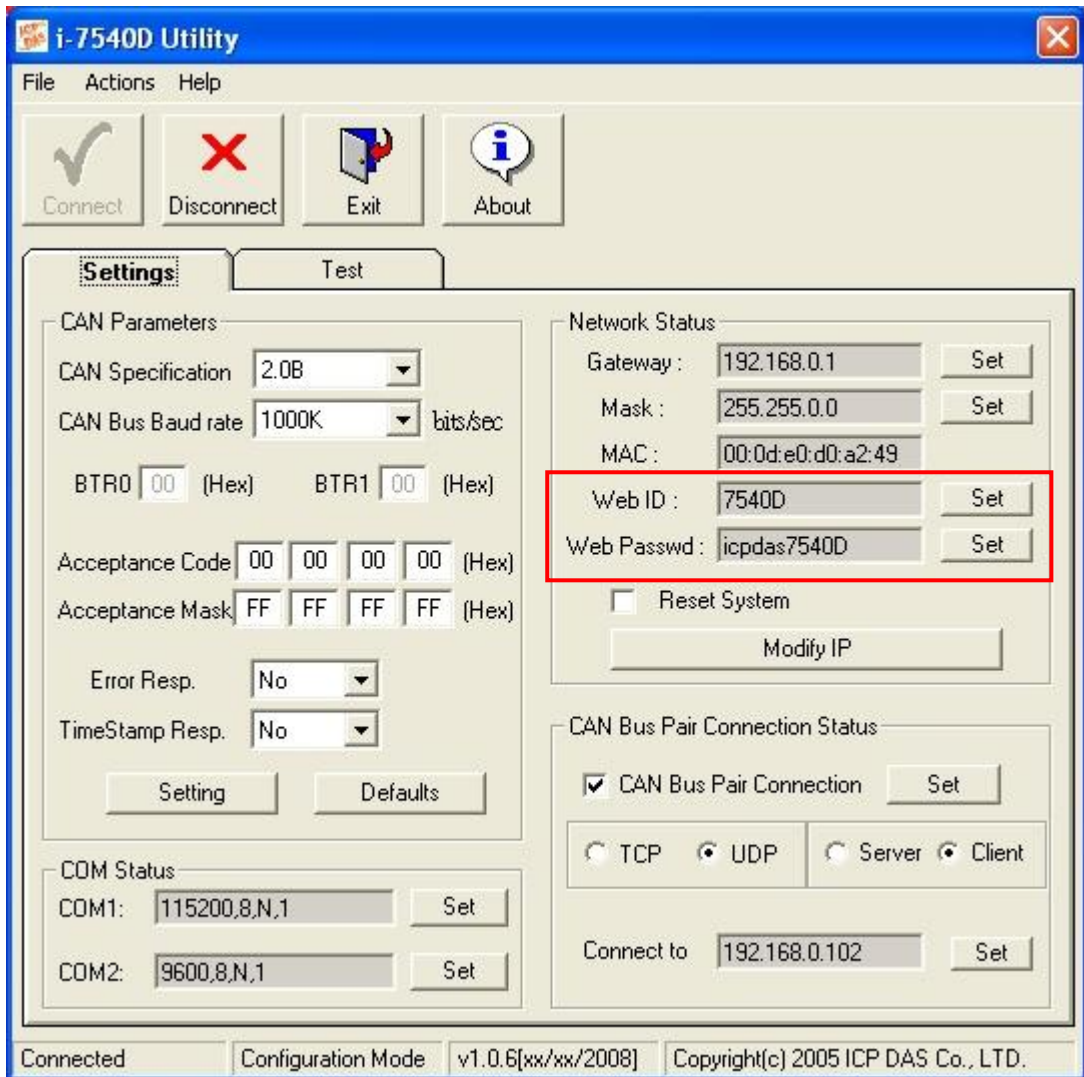 i-7540D Utility
File Actions Help
Connect Disconnect Exit About
Settings Test
CAN Parameters
CAN Specification 2.0B
CAN Bus Baud rate 1000K bits/sec
BTR0 00 (Hex) BTR1 00 (Hex)
Acceptance Code 00 00 00 00 (Hex)
Acceptance Mask FF FF FF FF (Hex)
Error Resp. No
TimeStamp Resp. No
Setting Defaults
COM Status
COM1: 115200,8,N,1 Set
COM2: 9600,8,N,1 Set
Network Status
Gateway : 192.168.0.1 Set
Mask : 255.255.0.0 Set
MAC : 00:0d:e0:d0:a2:49
Web ID : 7540D Set
Web Passwd : icpdas7540D Set
Reset System
Modify IP
CAN Bus Pair Connection Status
CAN Bus Pair Connection Set
TCP UDP Server Client
Connect to 192.168.0.102 Set
Connected Configuration Mode v1.0.6[xx/xx/2008] Copyright(c) 2005 ICP DAS Co., LTD.